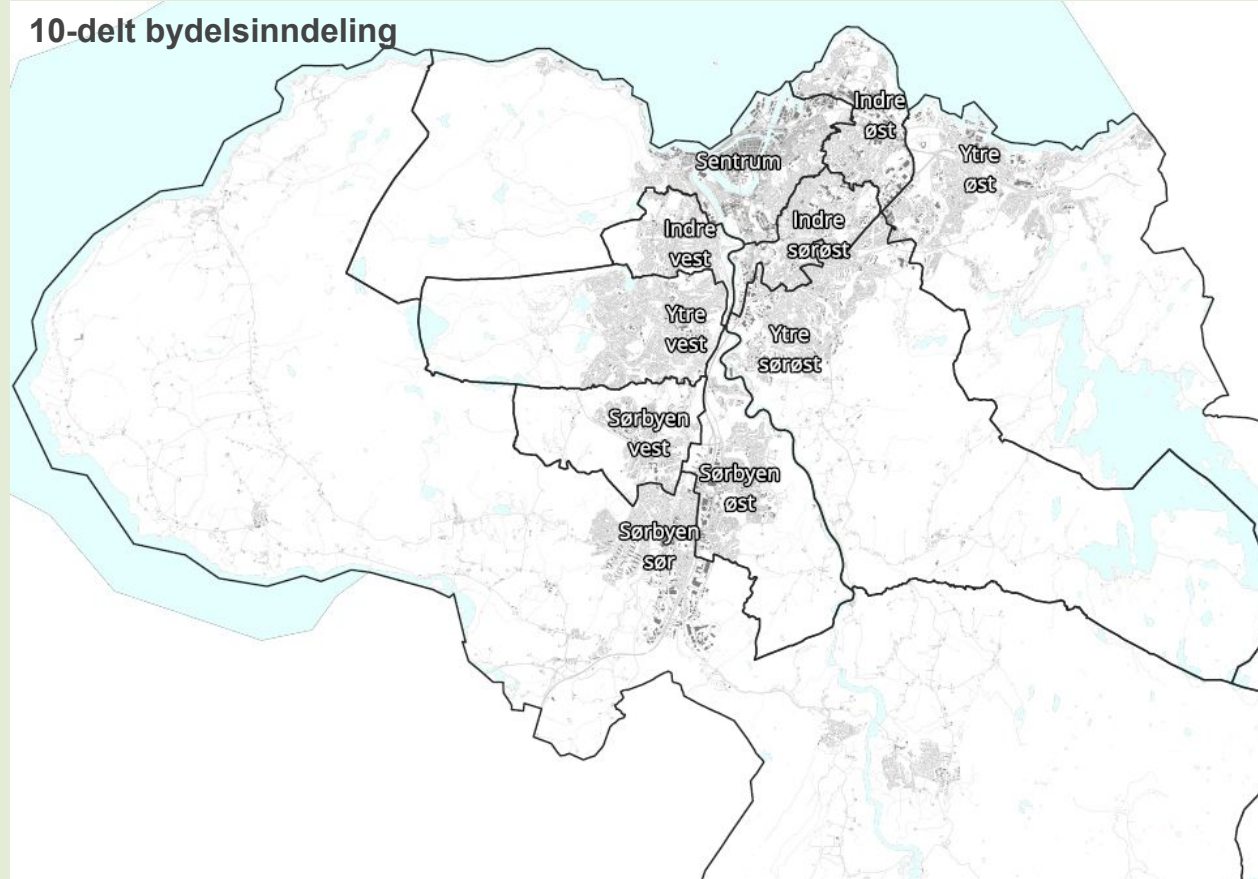 10-delt bydelsinndeling
Indre
øst
Sentrum
Ytre
øst
Indre
vest
Indre
sørøst
Ytre
vest
Ytre
sørøst
Sørbyen
vest
Sørbyen
øst
Sørbyen
sør